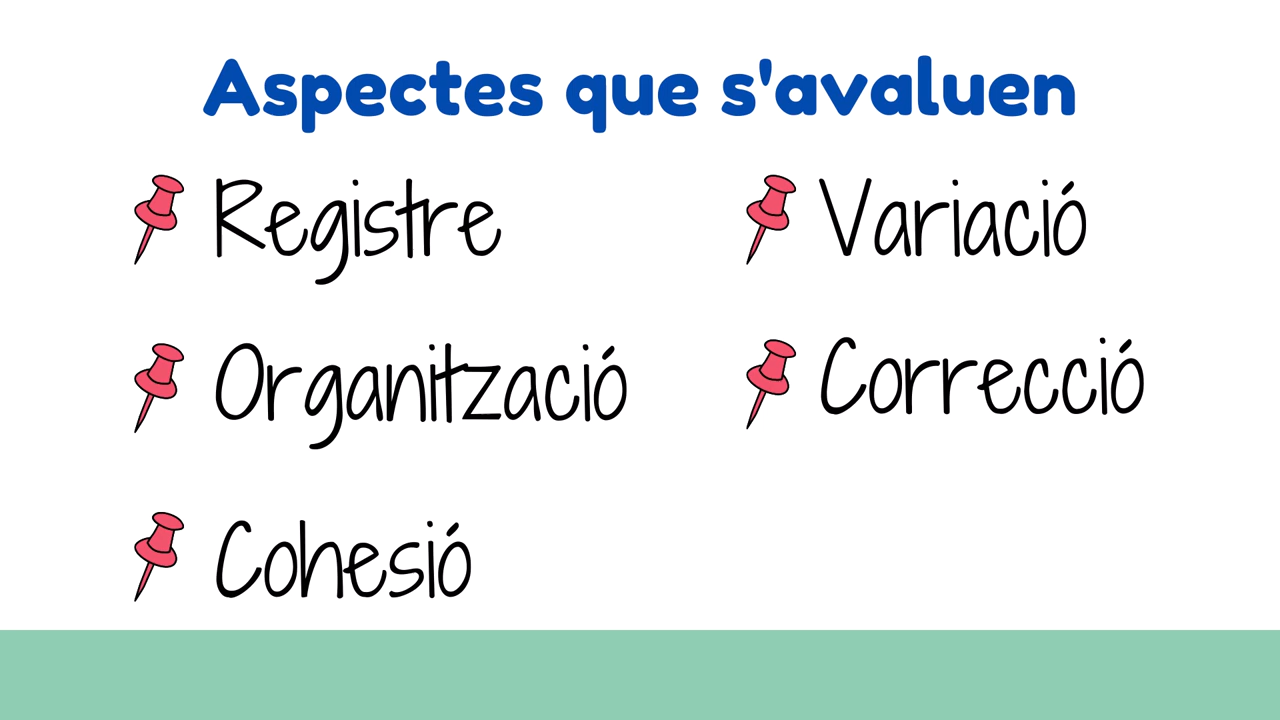 Aspectes que s'avaluen
Registre
Organització
Cohesió
Variació
Correcció